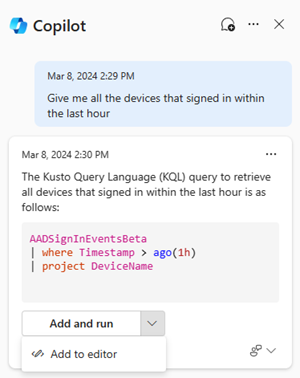 Copilot
Mar 8, 2024 2:29 PM
Give me all the devices that signed in within
the last hour
Mar 8, 2024 2:30 PM
The Kusto Query Language (KQL) query to retrieve
all devices that signed in within the last hour is as
follows:
AADSignInEventsBeta
| where Timestamp > ago(1h)
| project DeviceName
Add and run
Add to editor